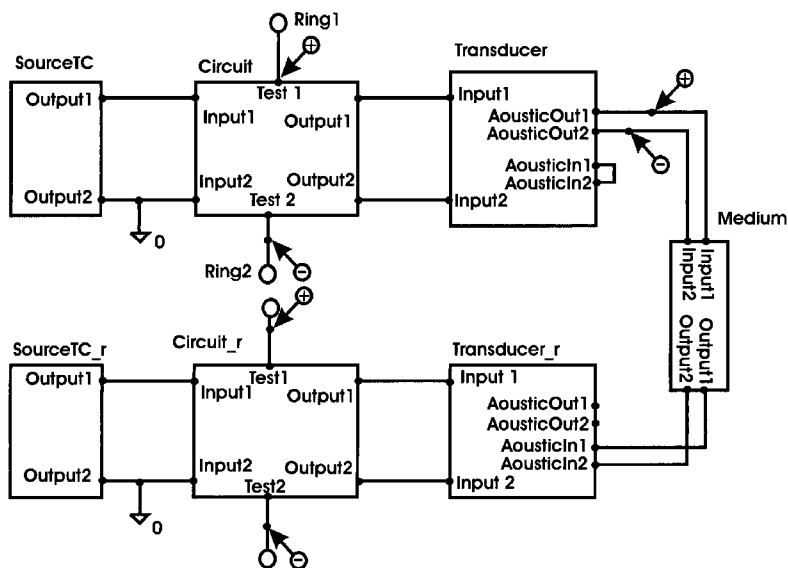 Ring1
SourceTC
Circuit
Transducer
Output1
Test 1
Input1
Output1
Input1
AousticOut1
AousticOut2
AousticIn1
AousticIn2
Output2
Input2
Test 2
Output2
Input2
0
Ring2
Medium
Input1
Input2
Output1
Output2
SourceTC_r
Circuit_r
Transducer_r
Output1
Test1
Input1
Output1
Input 1
AousticOut1
AousticOut2
AousticIn1
AousticIn2
Output2
Input2
Test2
Output2
Input 2
0